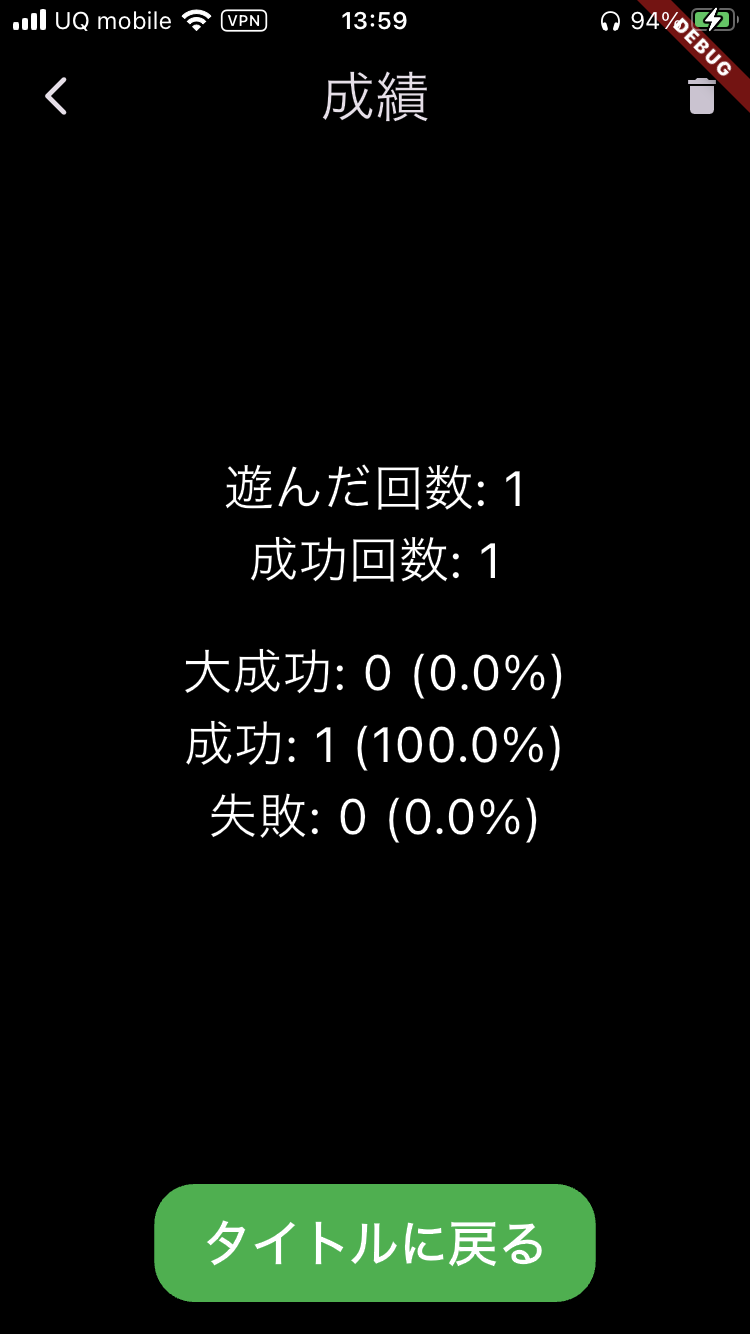 UQ mobile VPN 13:59 94%
DEBUG
成績
遊んだ回数: 1
成功回数: 1
大成功: 0 (0.0%)
成功: 1 (100.0%)
失敗: 0 (0.0%)
タイトルに戻る